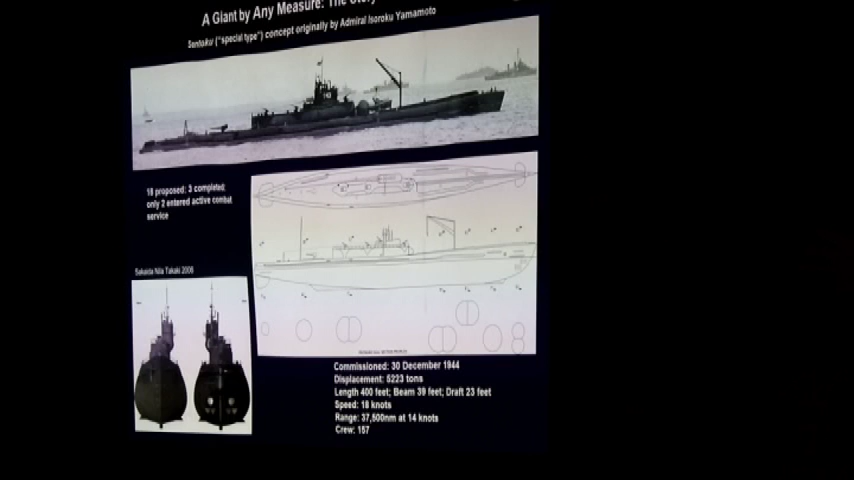 A Giant by Any Measure: The Story
Sentoku ("special type") concept originally by Admiral Isoroku Yamamoto
18 proposed; 3 completed;
only 2 entered active combat
service
Sakaida Nila Takaki 2006
Commissioned: 30 December 1944
Displacement: 5223 tons
Length 400 feet; Beam 39 feet; Draft 23 feet
Speed: 18 knots
Range: 37,500nm at 14 knots
Crew: 157